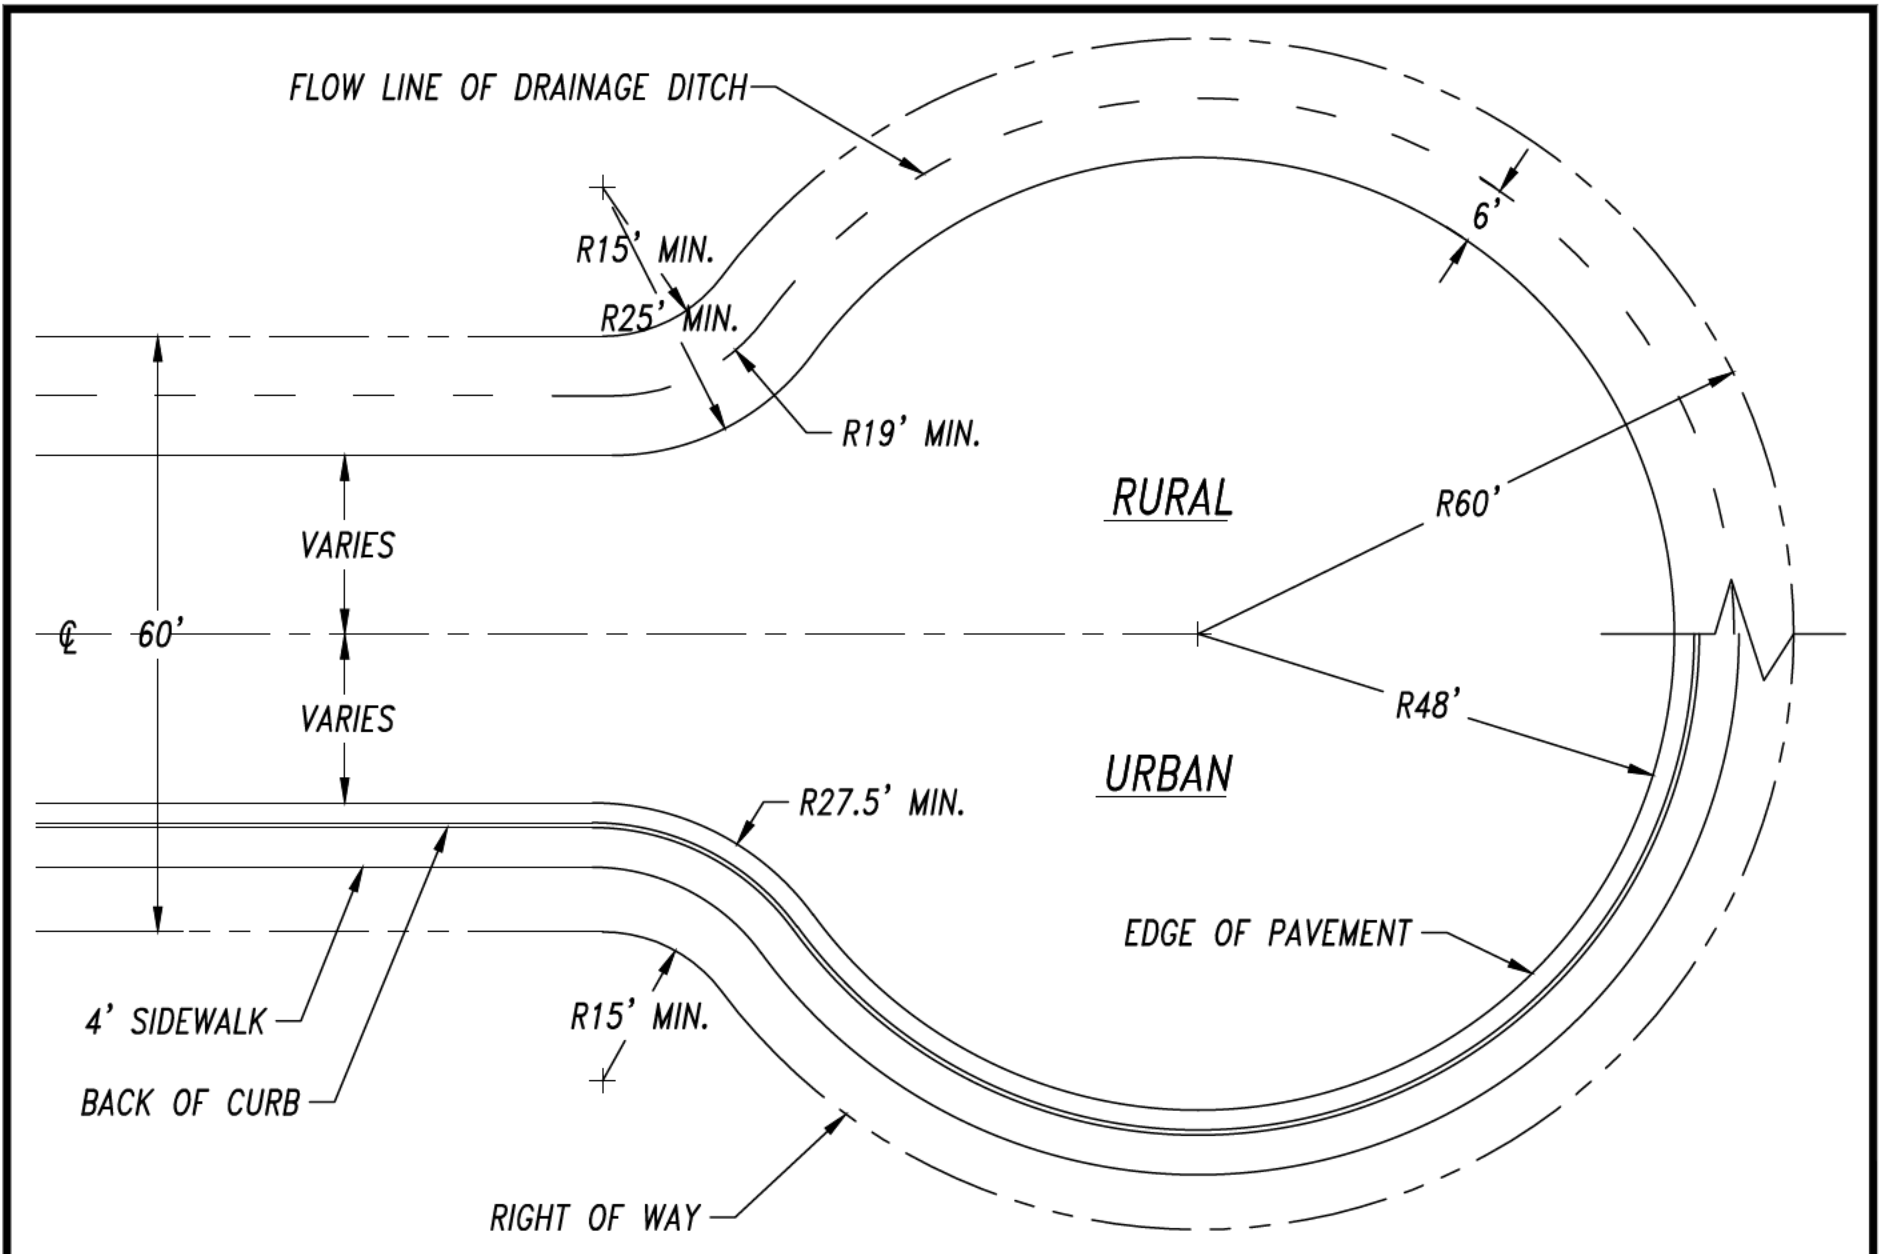 FLOW LINE OF DRAINAGE DITCH
6'
R15' MIN.
R25' MIN.
R19' MIN.
RURAL
R60'
VARIES
℄ 60'
VARIES
R48'
URBAN
R27.5' MIN.
EDGE OF PAVEMENT
R15' MIN.
4' SIDEWALK
BACK OF CURB
RIGHT OF WAY